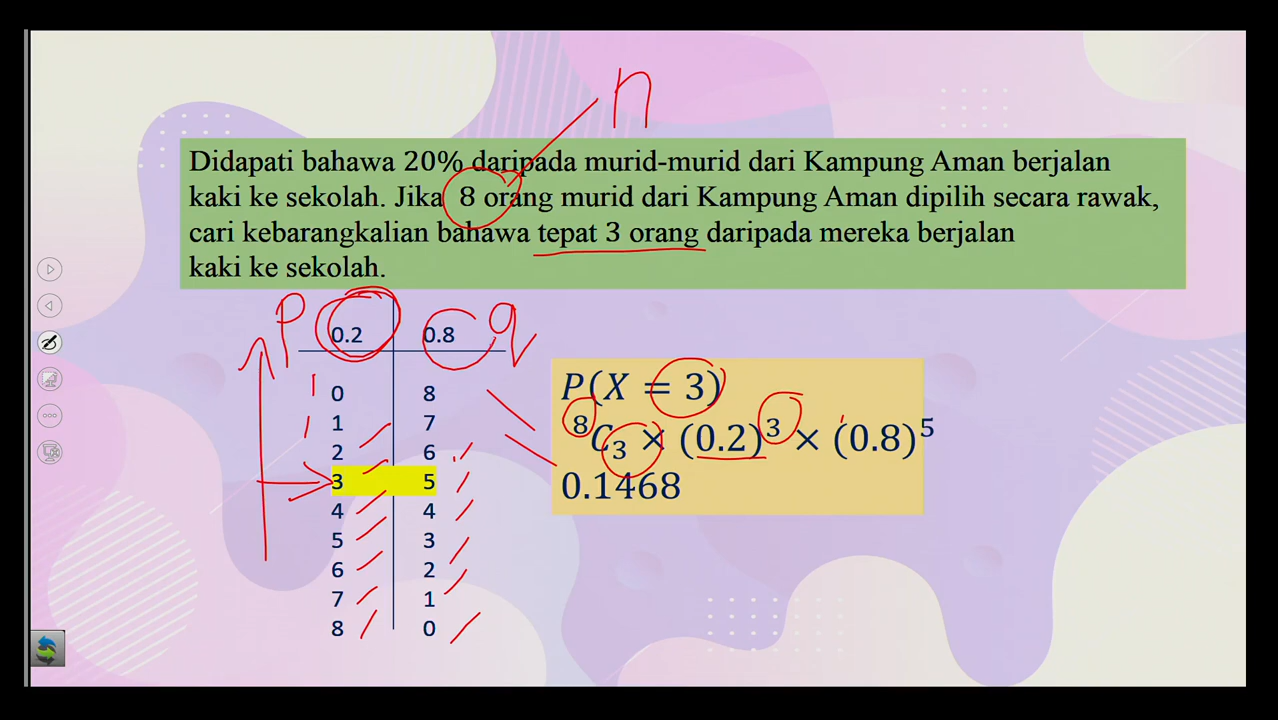 n
Didapati bahawa 20% daripada murid-murid dari Kampung Aman berjalan
kaki ke sekolah. Jika 8 orang murid dari Kampung Aman dipilih secara rawak,
cari kebarangkalian bahawa tepat 3 orang daripada mereka berjalan
kaki ke sekolah.
p 0.2 0.8 q
0 8
1 7
2 6
3 5
4 4
5 3
6 2
7 1
8 0
P(X = 3)
⁸C₃ × (0.2)³ × (0.8)⁵
0.1468